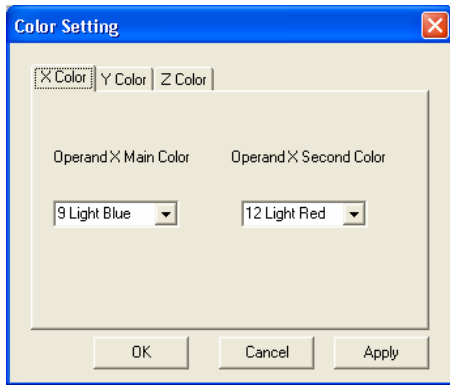 Color Setting
X Color Y Color Z Color
Operand X Main Color Operand X Second Color
9 Light Blue 12 Light Red
OK Cancel Apply